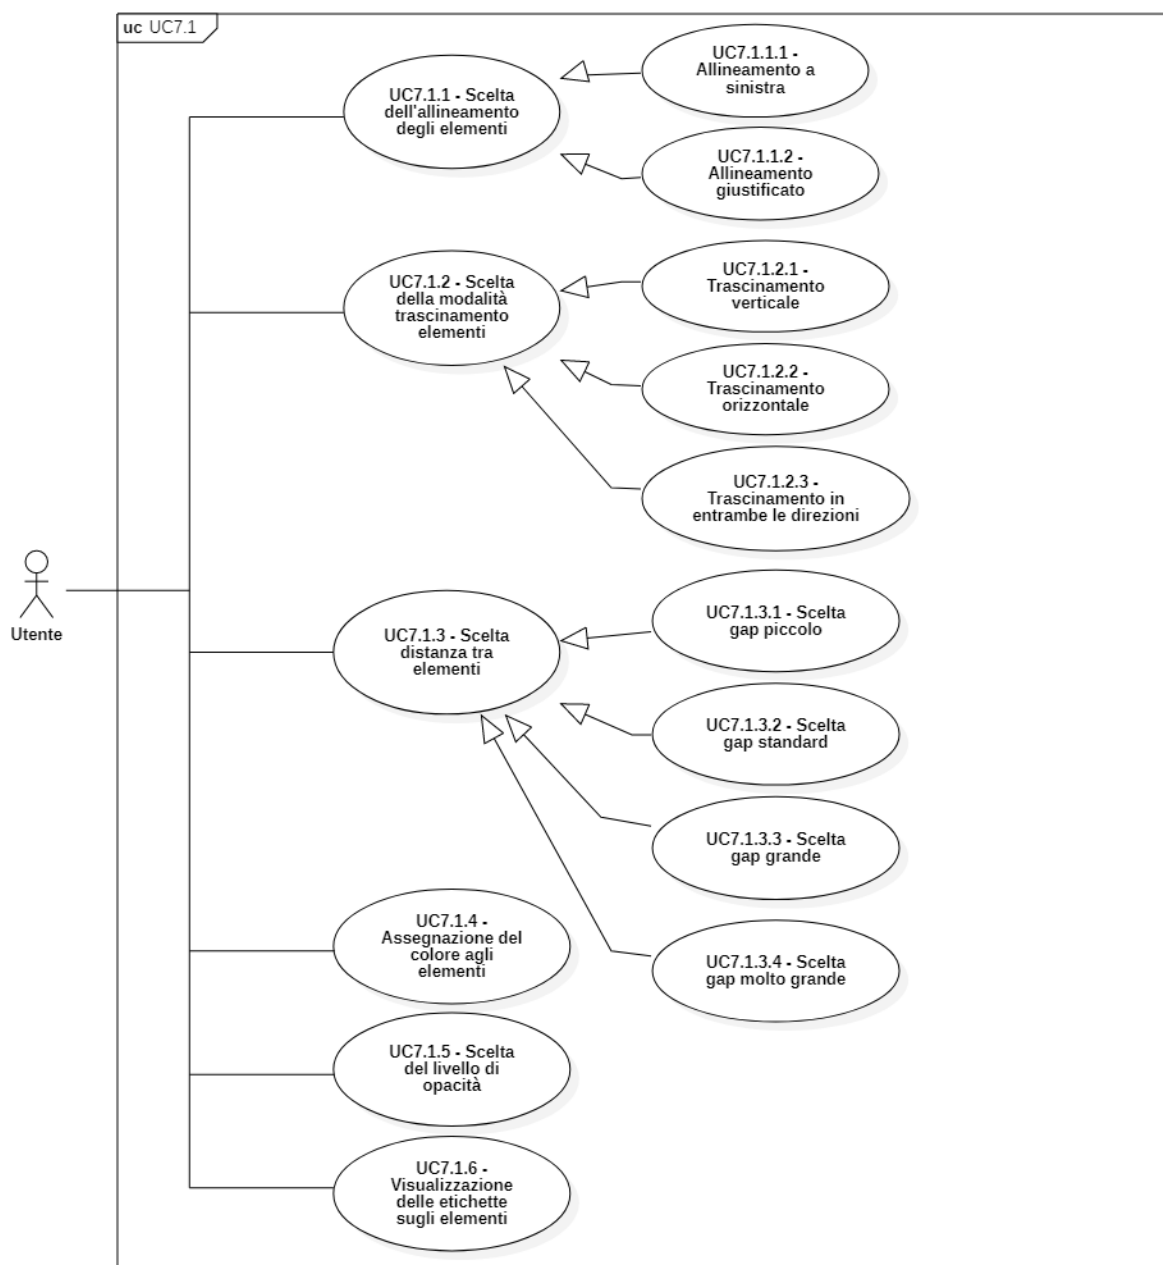 uc UC7.1
UC7.1.1 - Scelta
dell'allineamento
degli elementi
UC7.1.1.1 -
Allineamento a
sinistra
UC7.1.1.2 -
Allineamento
giustificato
UC7.1.2 - Scelta
della modalità
trascinamento
elementi
UC7.1.2.1 -
Trascinamento
verticale
UC7.1.2.2 -
Trascinamento
orizzontale
UC7.1.2.3 -
Trascinamento in
entrambe le direzioni
Utente
UC7.1.3 - Scelta
distanza tra
elementi
UC7.1.3.1 - Scelta
gap piccolo
UC7.1.3.2 - Scelta
gap standard
UC7.1.3.3 - Scelta
gap grande
UC7.1.3.4 - Scelta
gap molto grande
UC7.1.4 -
Assegnazione del
colore agli
elementi
UC7.1.5 - Scelta
del livello di
opacità
UC7.1.6 -
Visualizzazione
delle etichette
sugli elementi